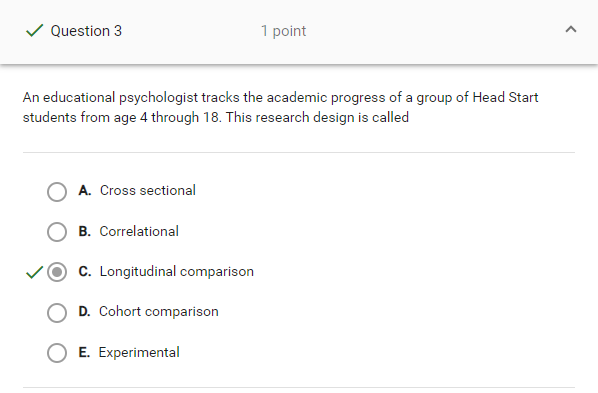 Question 3
1 point
An educational psychologist tracks the academic progress of a group of Head Start
students from age 4 through 18. This research design is called
A. Cross sectional
B. Correlational
C. Longitudinal comparison
D. Cohort comparison
E. Experimental